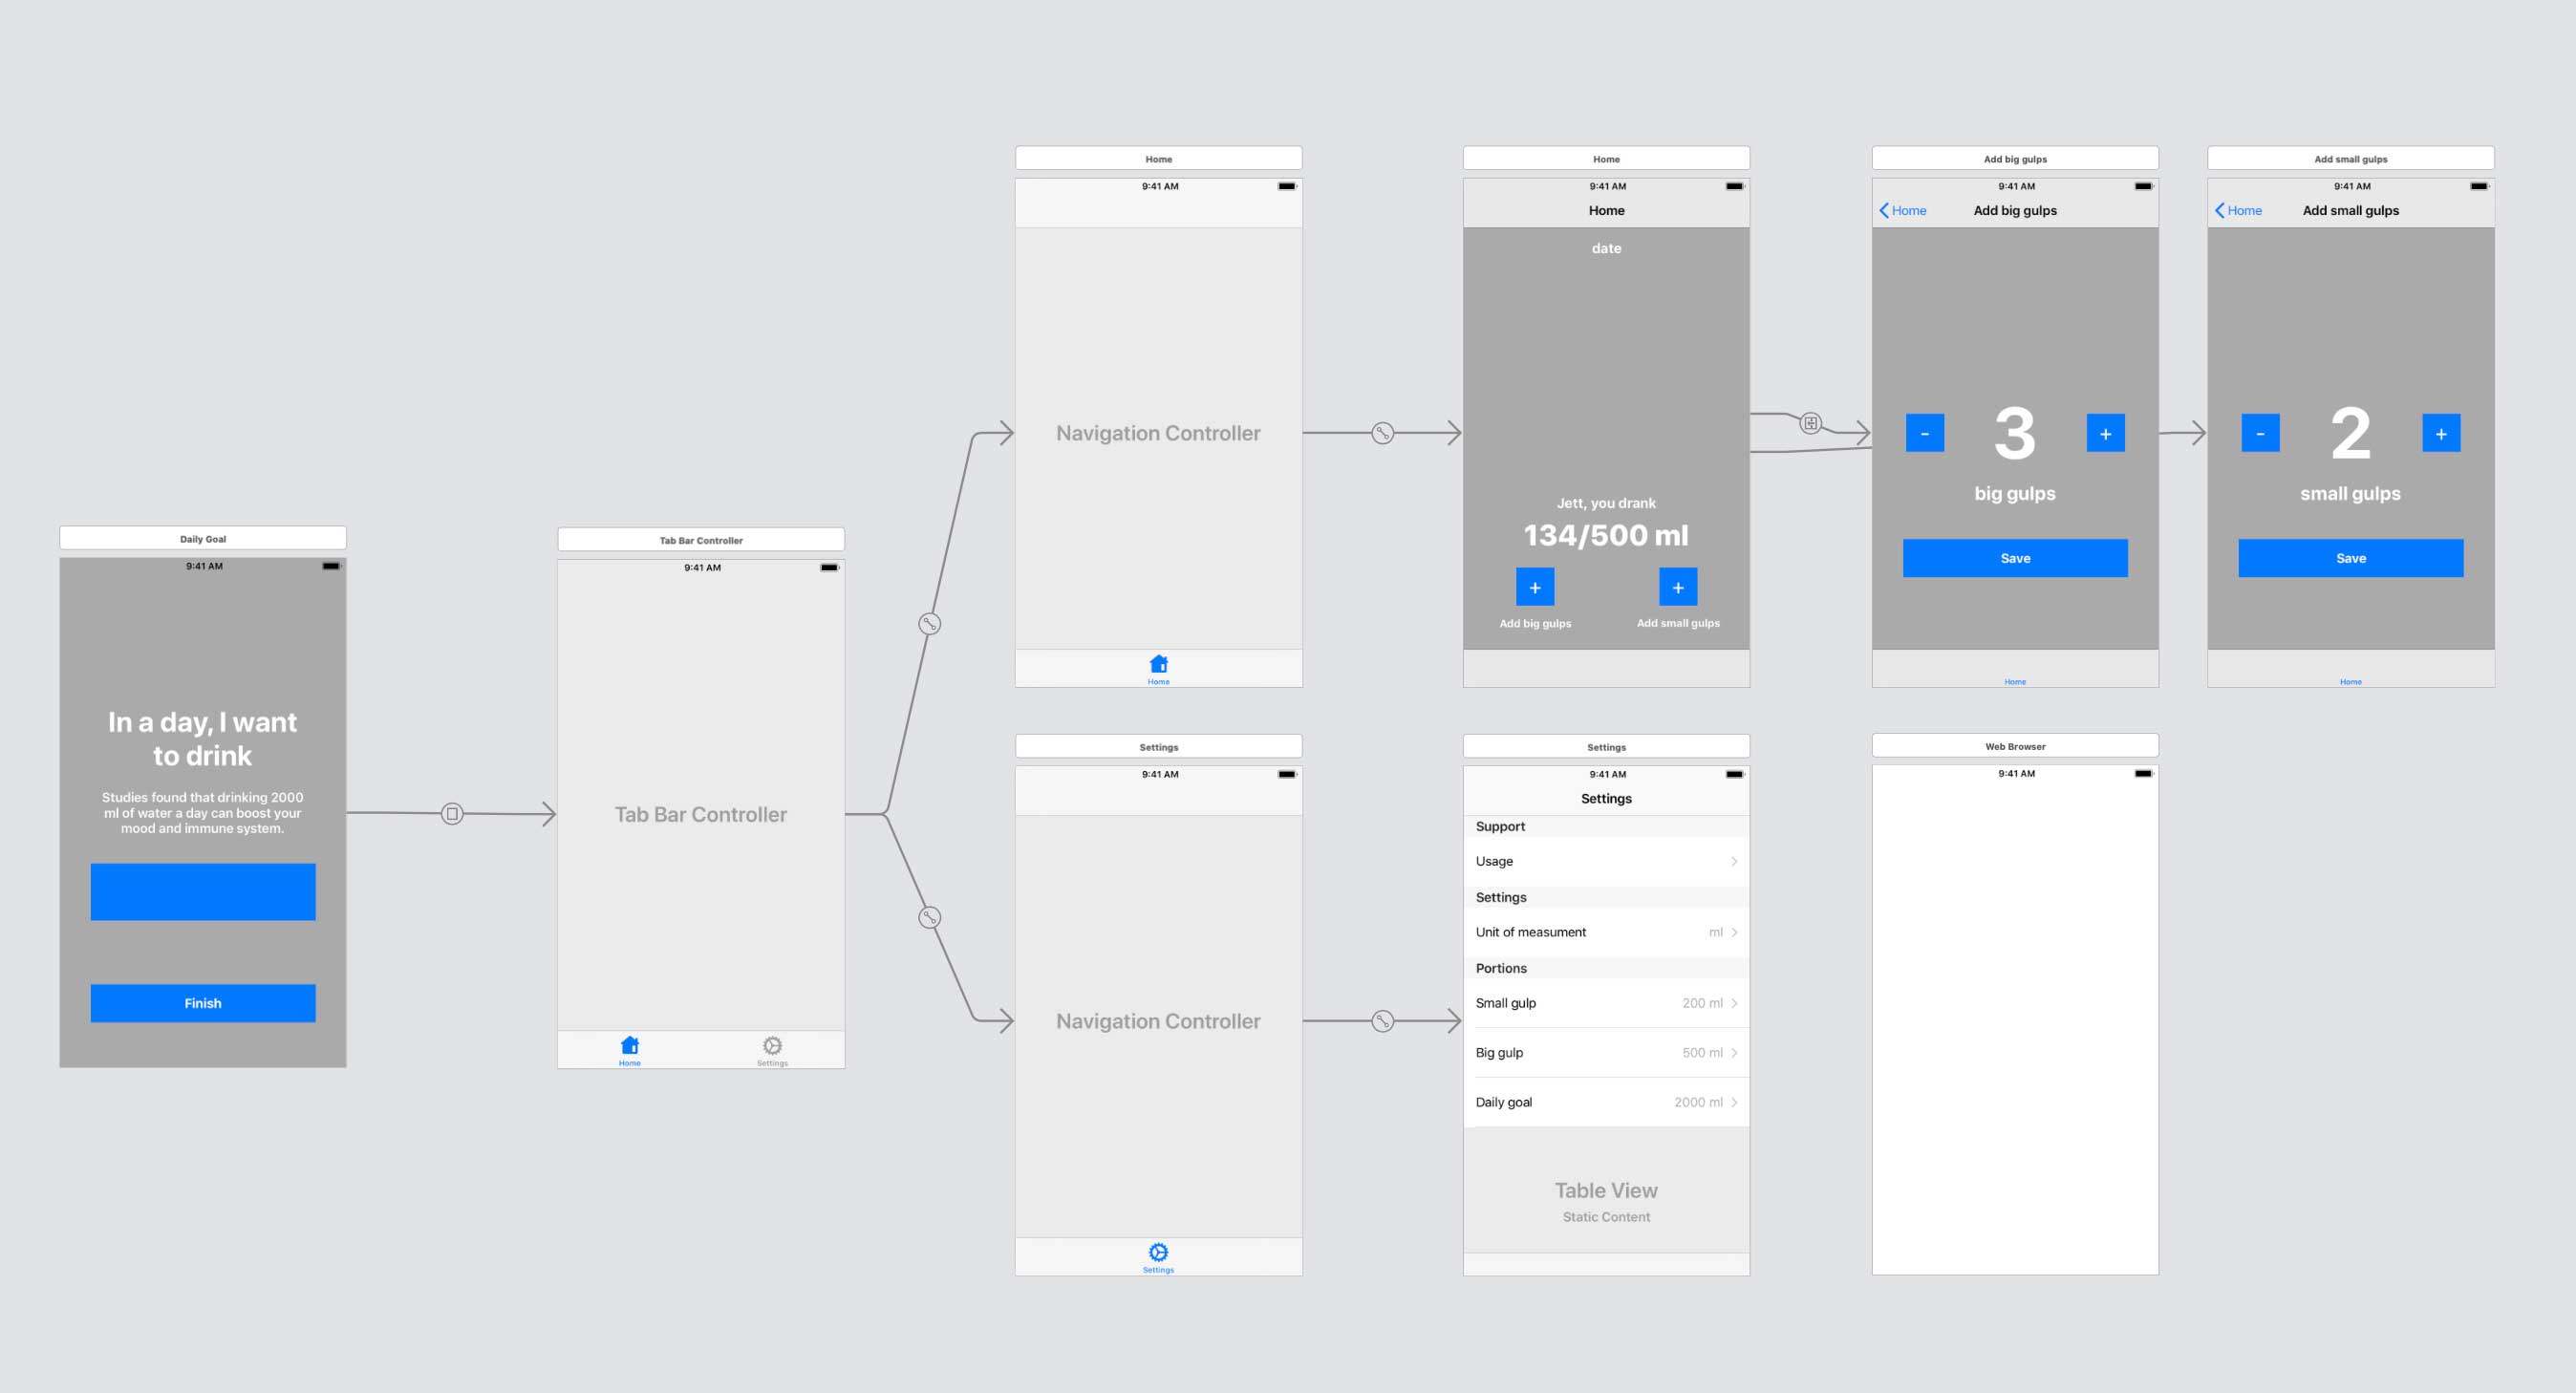 Daily Goal
9:41 AM
In a day, I want
to drink
Studies found that drinking 2000
ml of water a day can boost your
mood and immune system.
Finish
Tab Bar Controller
9:41 AM
Tab Bar Controller
Home
Settings
Home
9:41 AM
Navigation Controller
Home
Home
9:41 AM
Home
date
Jett, you drank
134/500 ml
+
+
Add big gulps
Add small gulps
Add big gulps
9:41 AM
Home
Add big gulps
-
3
+
big gulps
Save
Home
Add small gulps
9:41 AM
Home
Add small gulps
-
2
+
small gulps
Save
Home
Settings
9:41 AM
Navigation Controller
Settings
Settings
9:41 AM
Settings
Support
Usage
Settings
Unit of measument ml
Portions
Small gulp 200 ml
Big gulp 500 ml
Daily goal 2000 ml
Table View
Static Content
Web Browser
9:41 AM